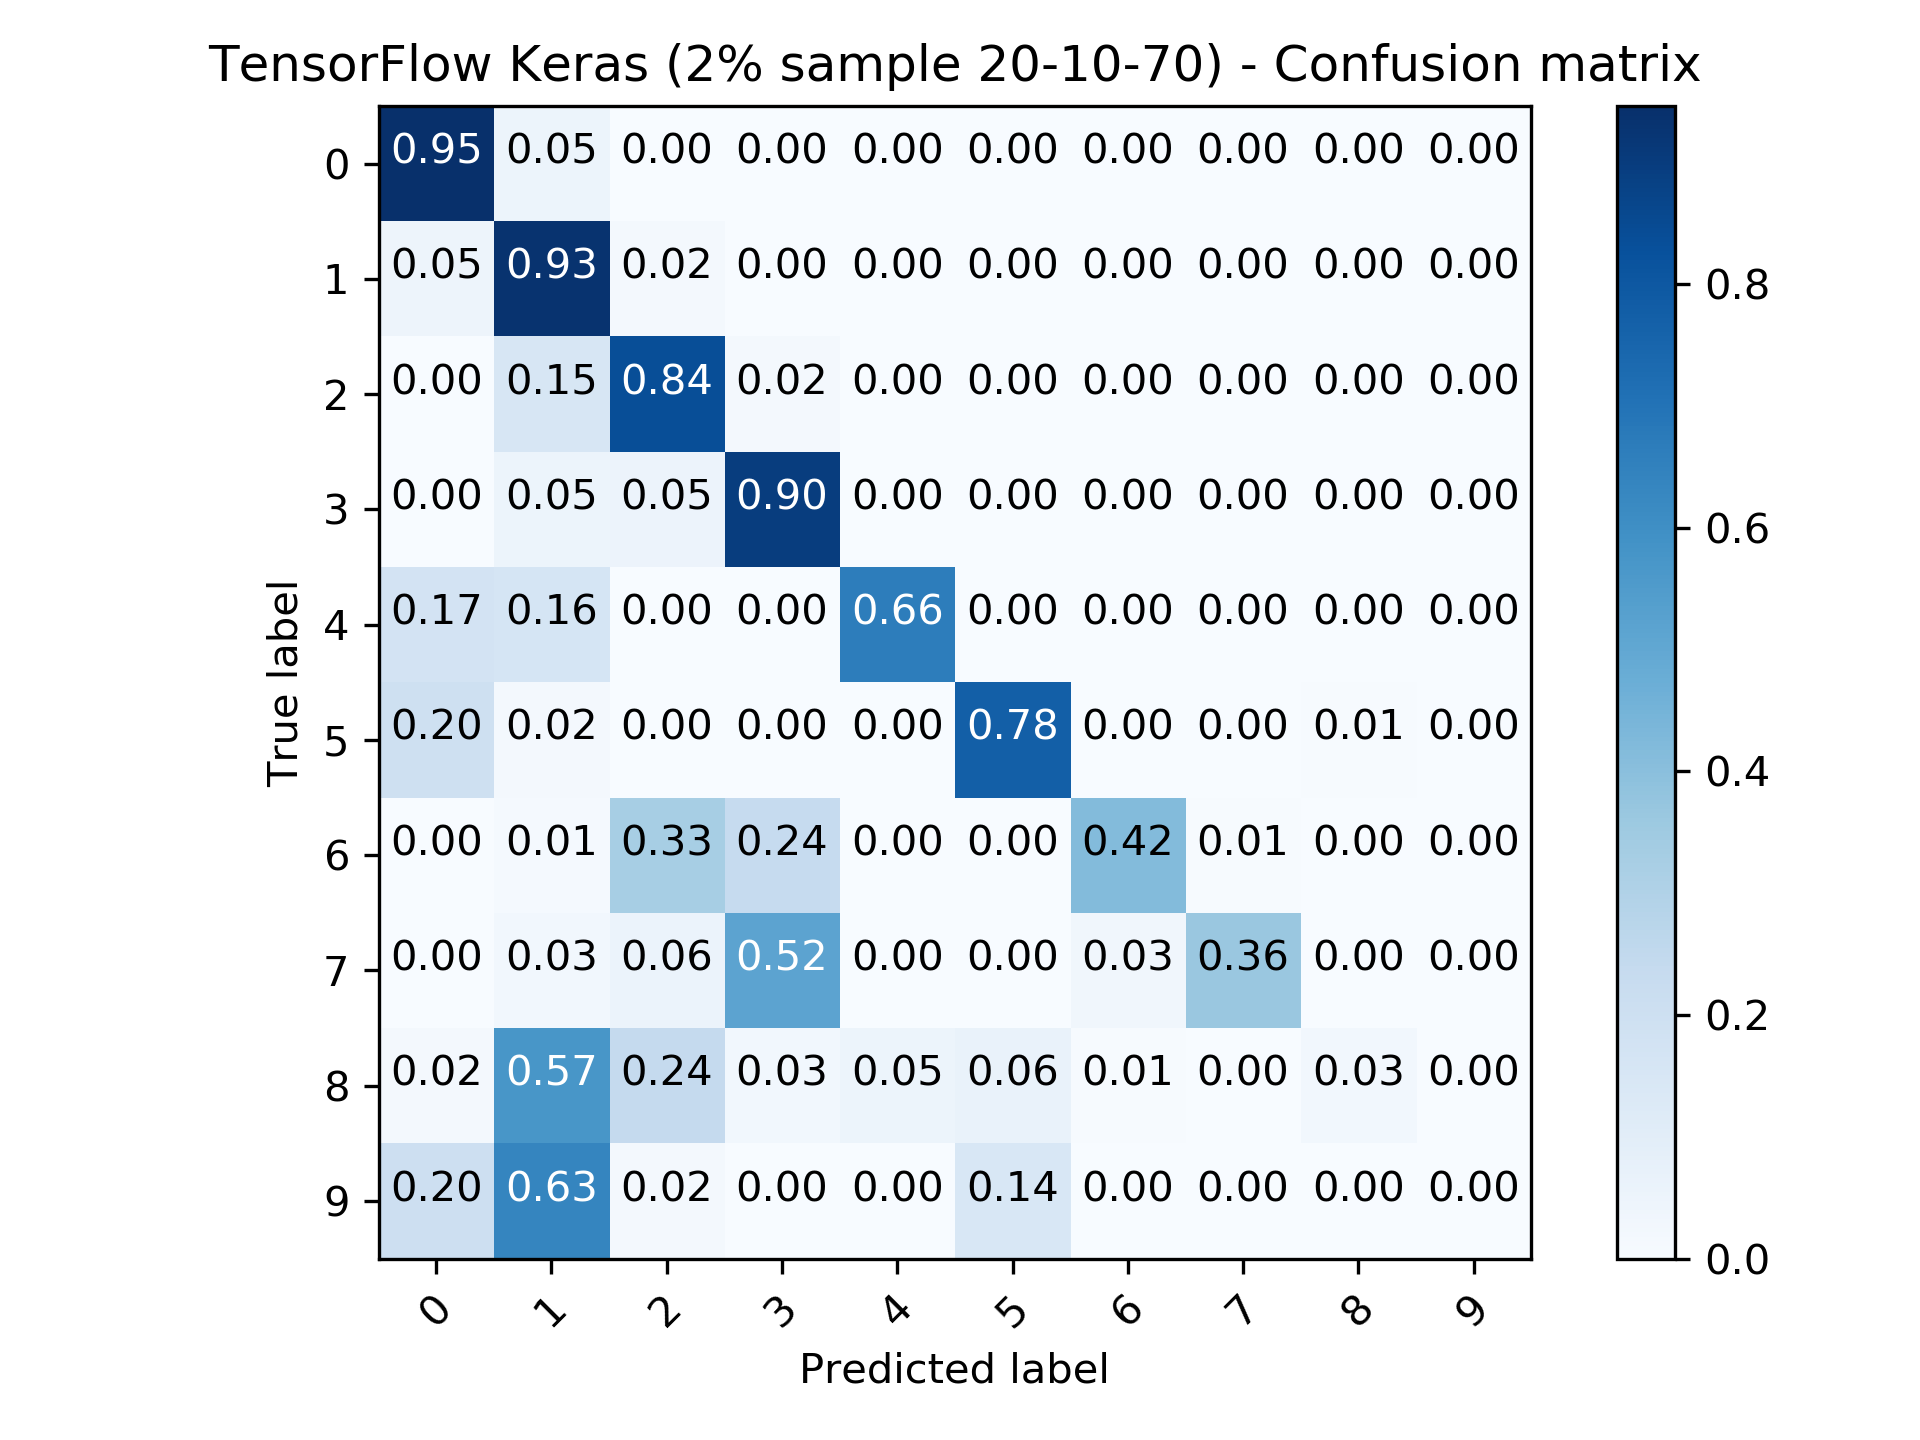 TensorFlow Keras (2% sample 20-10-70) - Confusion matrix
0 0.95 0.05 0.00 0.00 0.00 0.00 0.00 0.00 0.00 0.00
1 0.05 0.93 0.02 0.00 0.00 0.00 0.00 0.00 0.00 0.00
2 0.00 0.15 0.84 0.02 0.00 0.00 0.00 0.00 0.00 0.00
3 0.00 0.05 0.05 0.90 0.00 0.00 0.00 0.00 0.00 0.00
4 0.17 0.16 0.00 0.00 0.66 0.00 0.00 0.00 0.00 0.00
5 0.20 0.02 0.00 0.00 0.00 0.78 0.00 0.00 0.01 0.00
6 0.00 0.01 0.33 0.24 0.00 0.00 0.42 0.01 0.00 0.00
7 0.00 0.03 0.06 0.52 0.00 0.00 0.03 0.36 0.00 0.00
8 0.02 0.57 0.24 0.03 0.05 0.06 0.01 0.00 0.03 0.00
9 0.20 0.63 0.02 0.00 0.00 0.14 0.00 0.00 0.00 0.00
0 1 2 3 4 5 6 7 8 9
True label
Predicted label
0.8
0.6
0.4
0.2
0.0